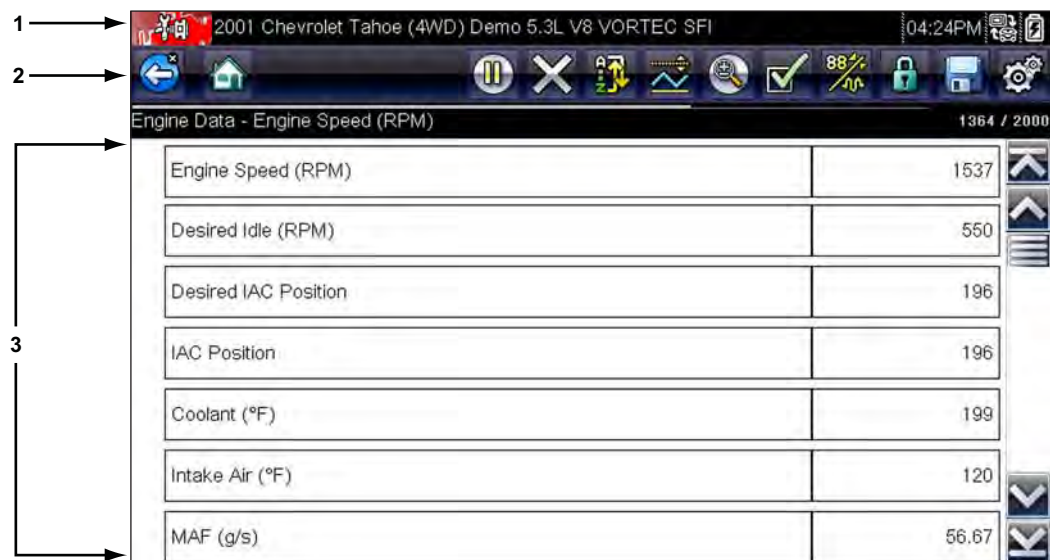 1
2001 Chevrolet Tahoe (4WD) Demo 5.3L V8 VORTEC SFI 04:24PM
2
A
Z
88
Engine Data - Engine Speed (RPM) 1364 / 2000
Engine Speed (RPM) 1537
Desired Idle (RPM) 550
Desired IAC Position 196
3
IAC Position 196
Coolant (°F) 199
Intake Air (°F) 120
MAF (g/s) 56.67